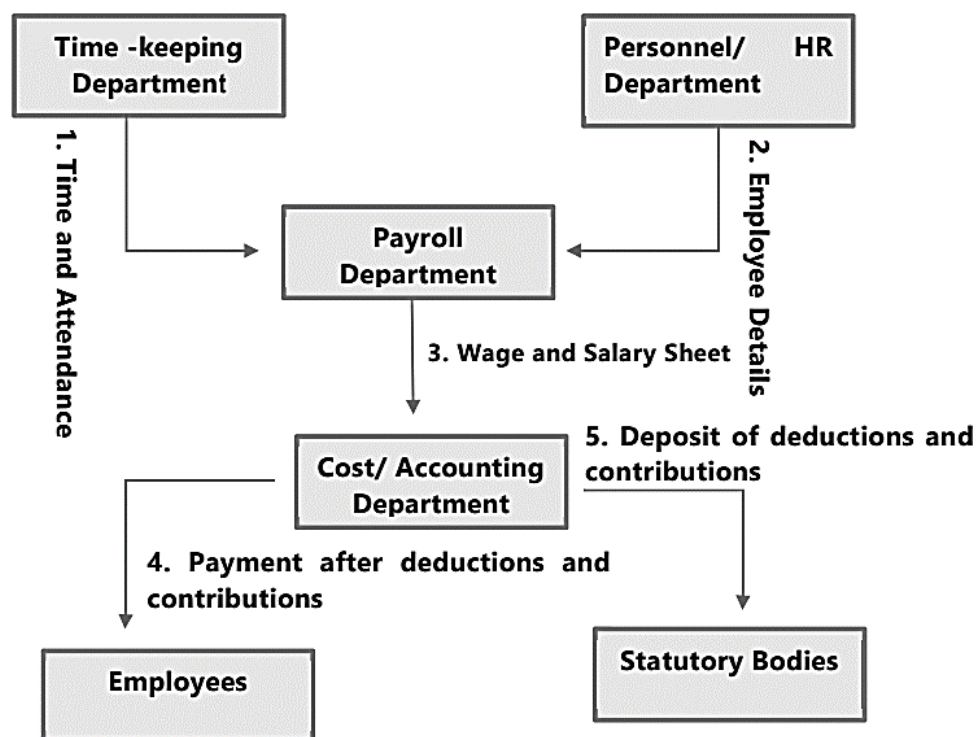 Time -keeping
Department
Personnel/ HR
Department
1. Time and Attendance
2. Employee Details
Payroll
Department
3. Wage and Salary Sheet
Cost/ Accounting
Department
5. Deposit of deductions and
contributions
4. Payment after deductions and
contributions
Employees
Statutory Bodies